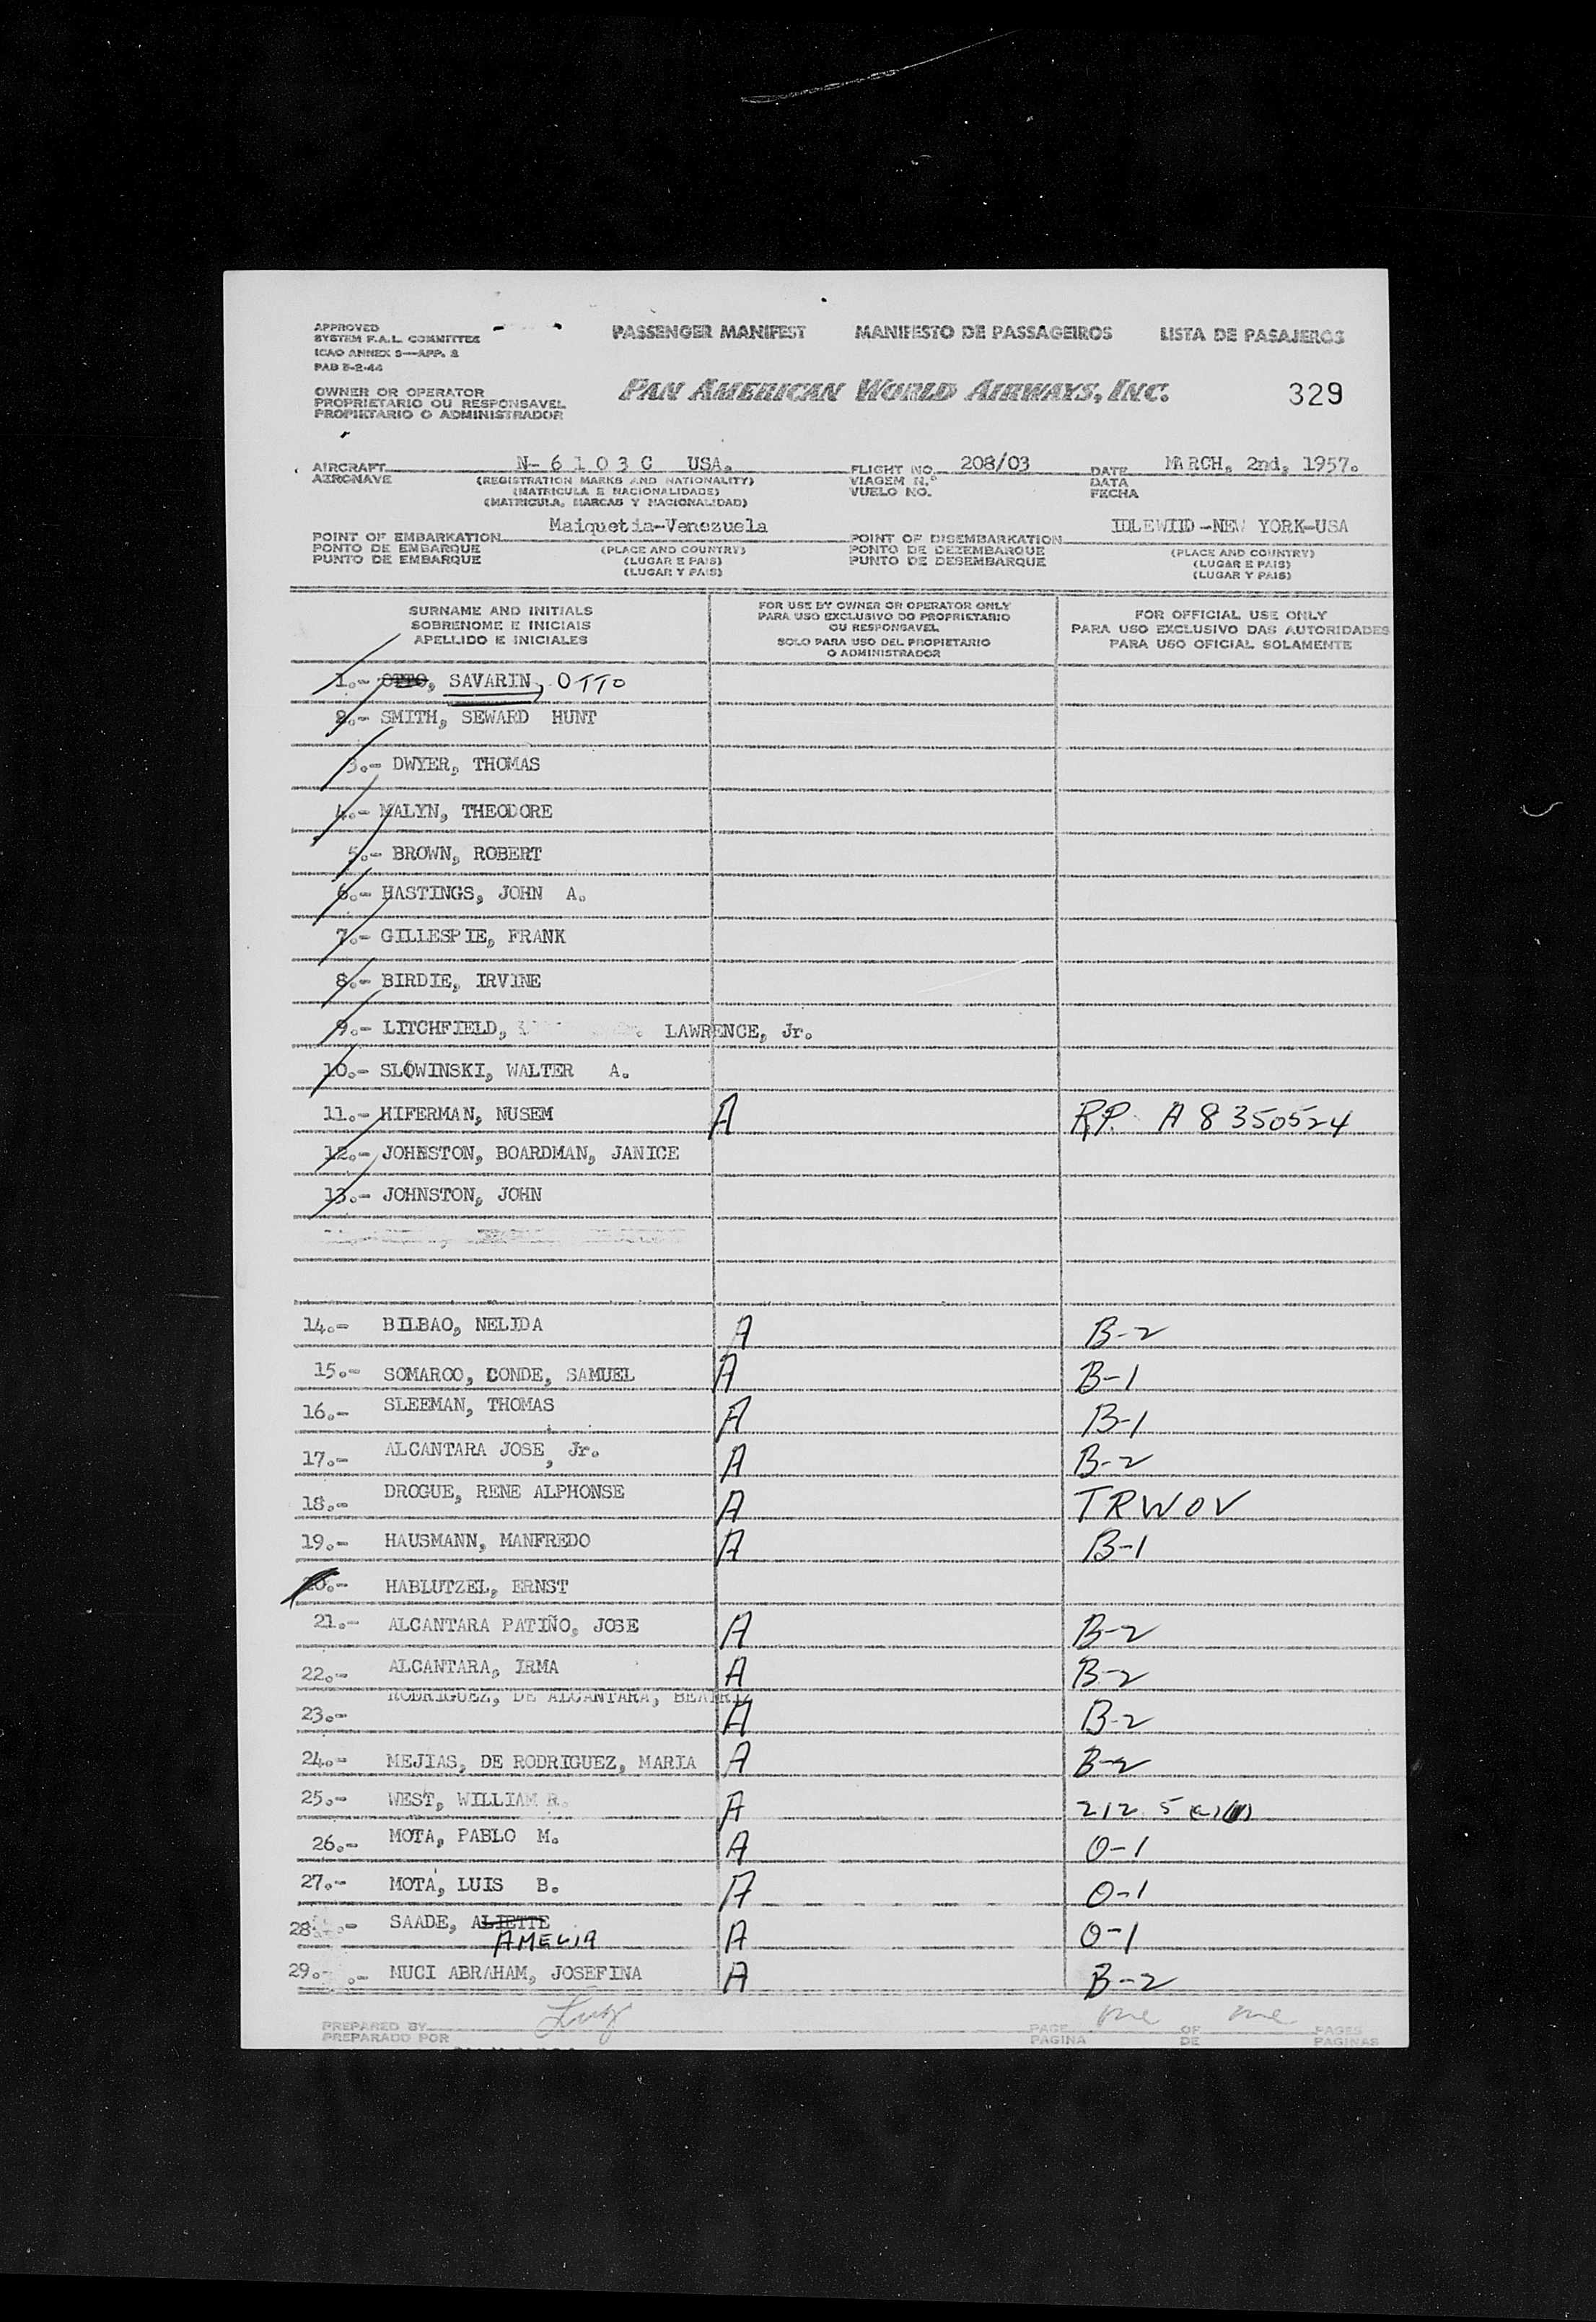 APPROVED
SYSTEM F.A.L. COMMITTEE
ICAO ANNEX 9—APP. 2
PAB 5-2-44
PASSENGER MANIFEST MANIFESTO DE PASSAGEIROS LISTA DE PASAJEROS
OWNER OR OPERATOR
PROPRIETARIO OU RESPONSAVEL
PROPIETARIO O ADMINISTRADOR
PAN AMERICAN WORLD AIRWAYS, INC.
329
AIRCRAFT N- 6 1 0 3 C USA. FLIGHT NO. 208/03 DATE MARCH, 2nd, 1957.
AERONAVE (REGISTRATION MARKS AND NATIONALITY) VIAGEM N.º DATA
(MATRICULA E NACIONALIDADE) VUELO NO. FECHA
(MATRICULA, MARCAS Y NACIONALIDAD)
POINT OF EMBARKATION Maiquetia-Venezuela POINT OF DISEMBARKATION IDLEWIID-NEW YORK-USA
PONTO DE EMBARQUE (PLACE AND COUNTRY) PONTO DE DEZEMBARQUE (PLACE AND COUNTRY)
PUNTO DE EMBARQUE (LUGAR E PAIS) PUNTO DE DESEMBARQUE (LUGAR E PAIS)
(LUGAR Y PAIS) (LUGAR Y PAIS)
SURNAME AND INITIALS
SOBRENOME E INICIAIS
APELLIDO E INICIALES
FOR USE BY OWNER OR OPERATOR ONLY
PARA USO EXCLUSIVO DO PROPRIETARIO
OU RESPONSAVEL
SOLO PARA USO DEL PROPIETARIO
O ADMINISTRADOR
FOR OFFICIAL USE ONLY
PARA USO EXCLUSIVO DAS AUTORIDADES
PARA USO OFICIAL SOLAMENTE
1.- OTTO, SAVARIN, OTTO
2.- SMITH, SEWARD HUNT
3.- DWYER, THOMAS
4.- MALYN, THEODORE
5.- BROWN, ROBERT
6.- HASTINGS, JOHN A.
7.- GILLESPIE, FRANK
8.- BIRDIE, IRVINE
9.- LITCHFIELD, LAWRENCE, Jr.
10.- SLOWINSKI, WALTER A.
11.- HIFERMAN, NUSEM A RP. A 8 350524
12.- JOHNSTON, BOARDMAN, JANICE
13.- JOHNSTON, JOHN
14.- BILBAO, NELIDA A B-2
15.- SOMAROO, CONDE, SAMUEL A B-1
16.- SLEEMAN, THOMAS A B-1
17.- ALCANTARA JOSE, Jr. A B-2
18.- DROGUE, RENE ALPHONSE A TRWOV
19.- HAUSMANN, MANFREDO A B-1
20.- HABLUTZEL, ERNST
21.- ALCANTARA PATIÑO, JOSE A B-2
22.- ALCANTARA, IRMA A B-2
23.- RODRIGUEZ, DE ALCANTARA, BEATRIZ A B-2
24.- MEJIAS, DE RODRIGUEZ, MARIA A B-2
25.- WEST, WILLIAM R. A 212.5
26.- MOTA, PABLO M. A O-1
27.- MOTA, LUIS B. A O-1
28.- SAADE, ALIETTE A O-1
AMELIA
29.- MUCI ABRAHAM, JOSEFINA A B-2
PREPARED BY PAGE one OF one PAGES
PREPARADO POR PAGINA DE PAGINAS